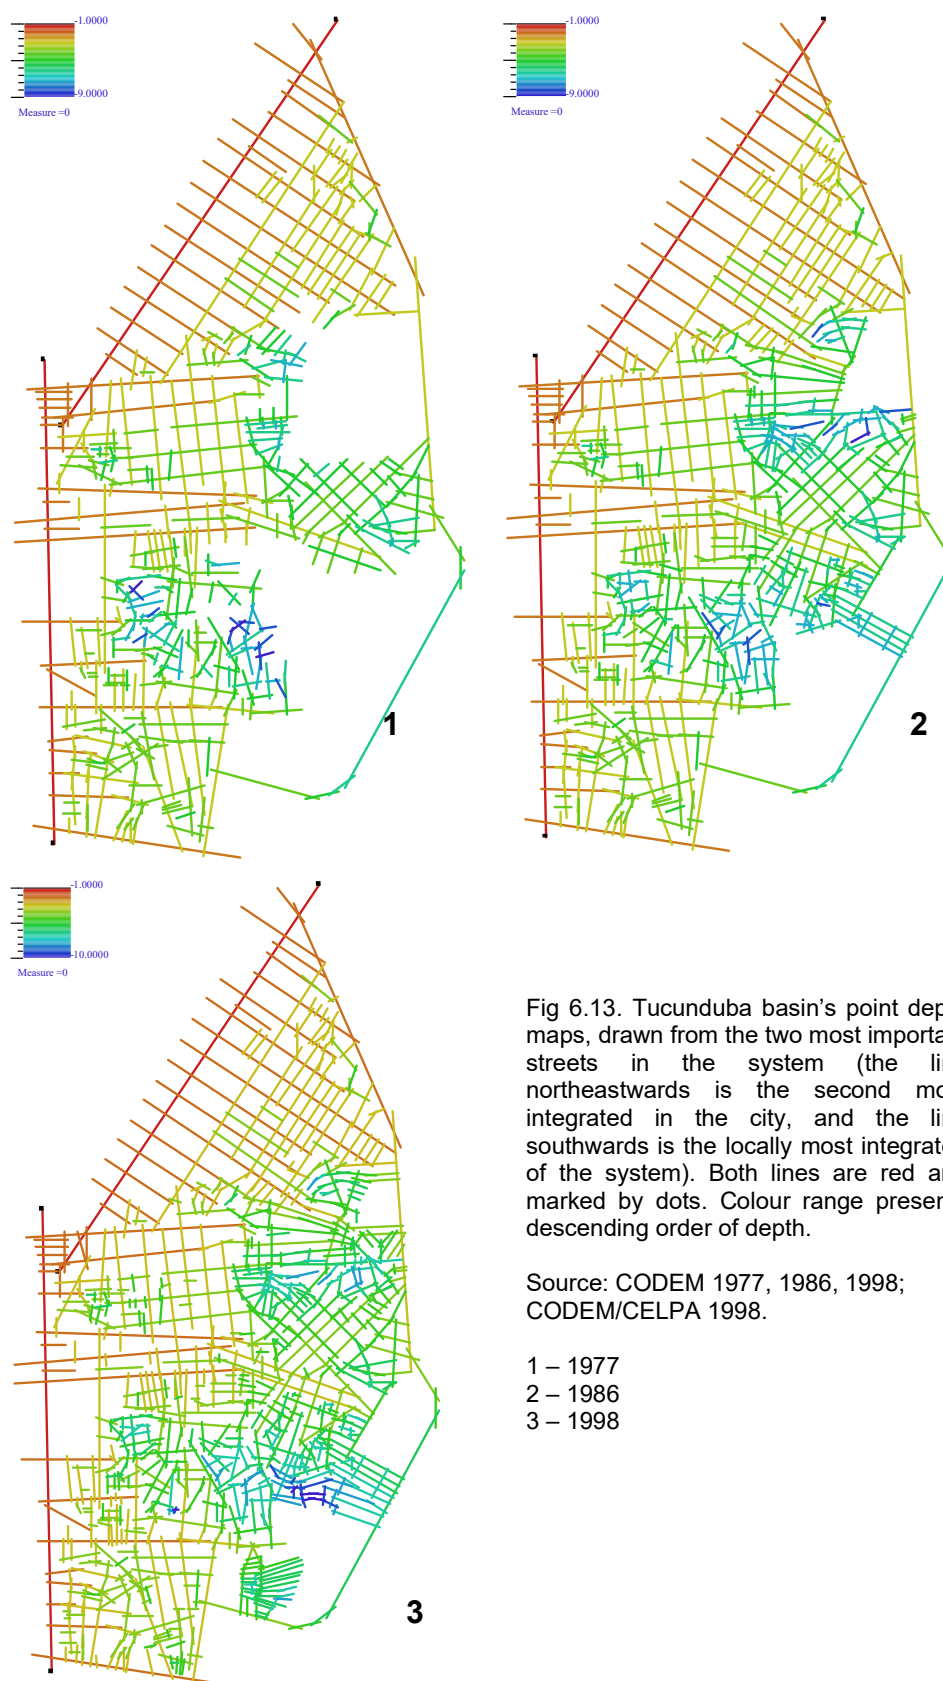 -1.0000
-9.0000
Measure =0
-1.0000
-9.0000
Measure =0
1
2
-1.0000
-10.0000
Measure =0
3
Fig 6.13. Tucunduba basin's point dep
maps, drawn from the two most importa
streets in the system (the lin
northeastwards is the second mo
integrated in the city, and the lin
southwards is the locally most integrate
of the system). Both lines are red an
marked by dots. Colour range presen
descending order of depth.
Source: CODEM 1977, 1986, 1998;
CODEM/CELPA 1998.
1 – 1977
2 – 1986
3 – 1998